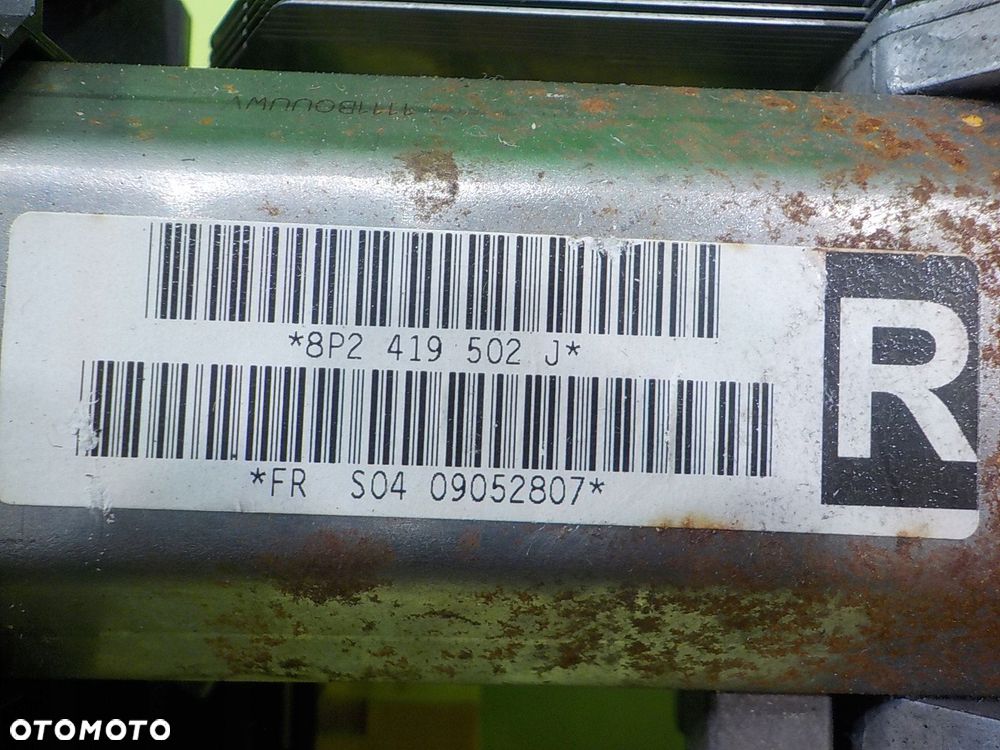 *8P2 419 502 J*
*FR S04 09052807*
R
OTOMOTO